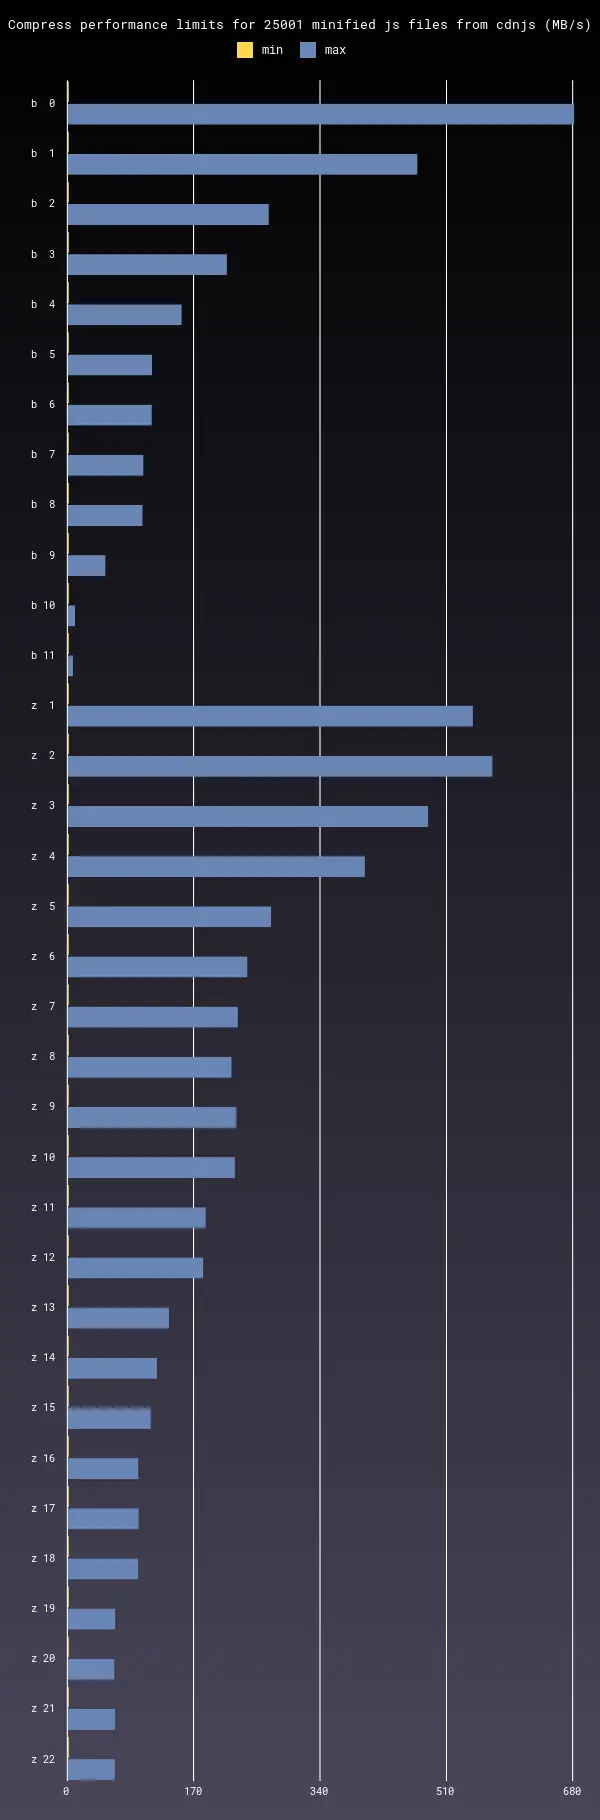 Compress performance limits for 25001 minified js files from cdnjs (MB/s)
min max
b 0
b 1
b 2
b 3
b 4
b 5
b 6
b 7
b 8
b 9
b 10
b 11
z 1
z 2
z 3
z 4
z 5
z 6
z 7
z 8
z 9
z 10
z 11
z 12
z 13
z 14
z 15
z 16
z 17
z 18
z 19
z 20
z 21
z 22
0 170 340 510 680